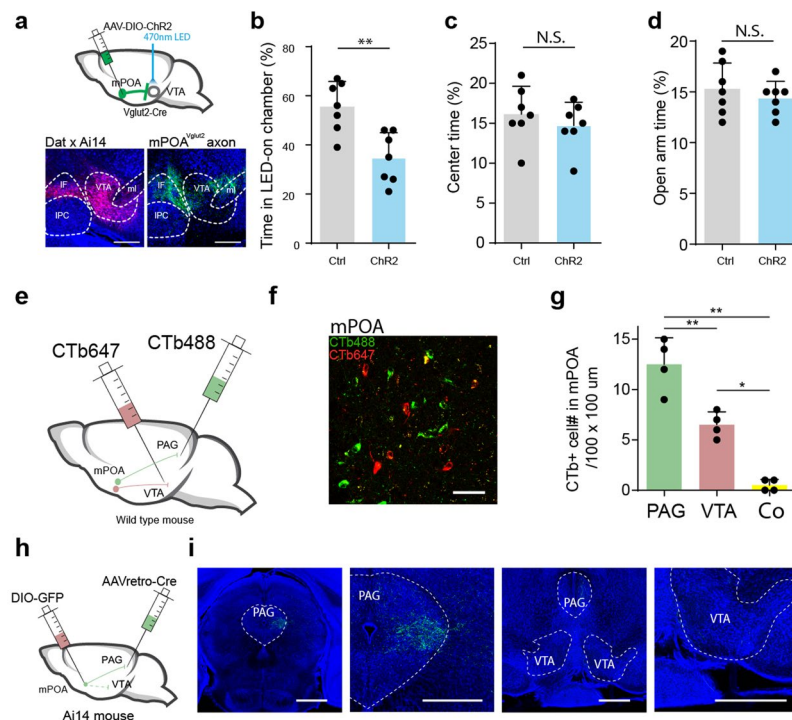 a
AAV-DIO-ChR2
470nm LED
mPOA
VTA
Vglut2-Cre
Dat x Ai14
mPOAVglut2 axon
IF
VTA
ml
IPC
IF
VTA
ml
IPC
b
Time in LED-on chamber (%)
80
60
40
20
0
**
Ctrl
ChR2
c
Center time (%)
25
20
15
10
5
0
N.S.
Ctrl
ChR2
d
Open arm time (%)
20
15
10
5
0
N.S.
Ctrl
ChR2
e
CTb647
CTb488
PAG
mPOA
VTA
Wild type mouse
f
mPOA
CTb488
CTb647
g
CTb+ cell# in mPOA
/100 x 100 um
15
10
5
0
**
**
*
PAG
VTA
Co
h
DIO-GFP
AAVretro-Cre
PAG
mPOA
VTA
Ai14 mouse
i
PAG
PAG
PAG
VTA
VTA
VTA